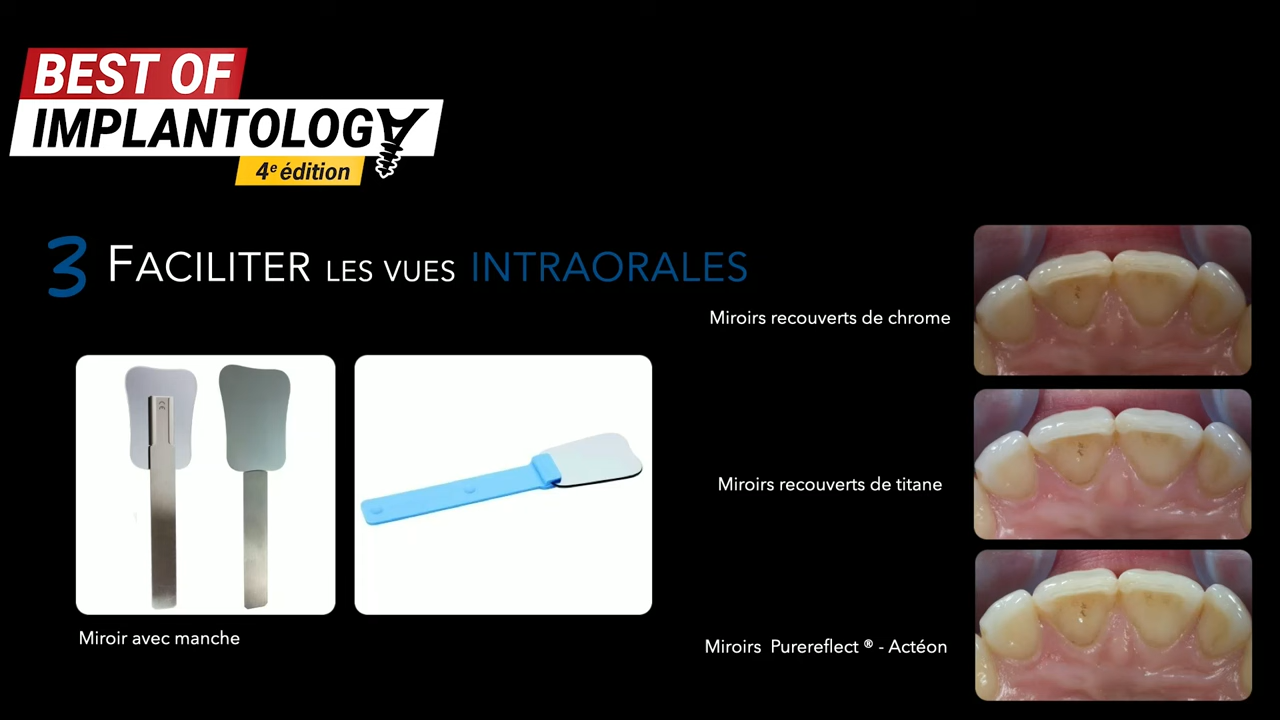 BEST OF
IMPLANTOLOGY
4e édition
3 FACILITER LES VUES INTRAORALES
Miroirs recouverts de chrome
Miroirs recouverts de titane
Miroir avec manche
Miroirs Purereflect ® - Actéon